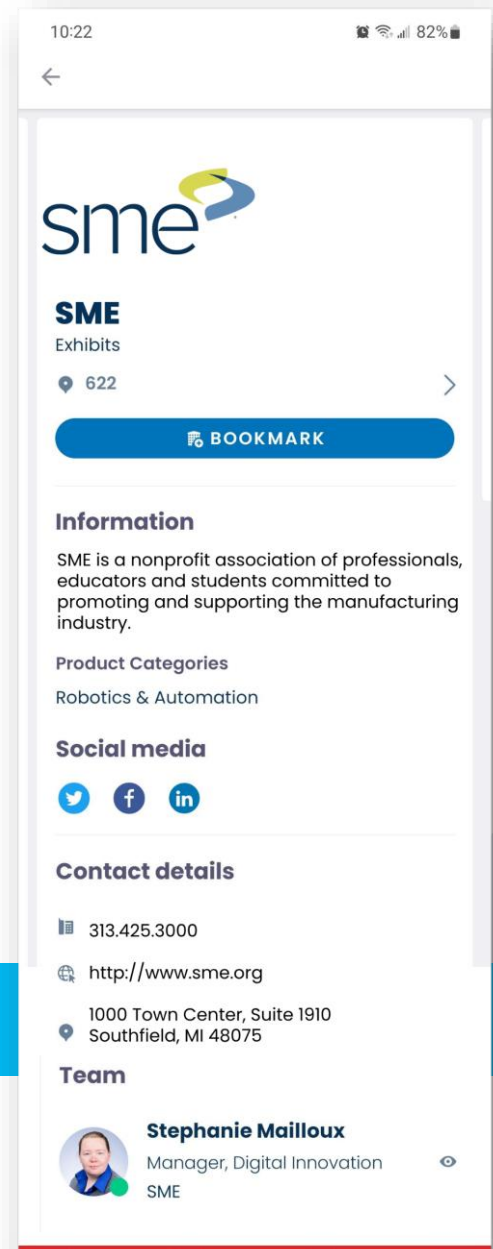 10:22 82%
sme
SME
Exhibits
622
BOOKMARK
Information
SME is a nonprofit association of professionals,
educators and students committed to
promoting and supporting the manufacturing
industry.
Product Categories
Robotics & Automation
Social media
f in
Contact details
313.425.3000
http://www.sme.org
1000 Town Center, Suite 1910
Southfield, MI 48075
Team
Stephanie Mailloux
Manager, Digital Innovation
SME